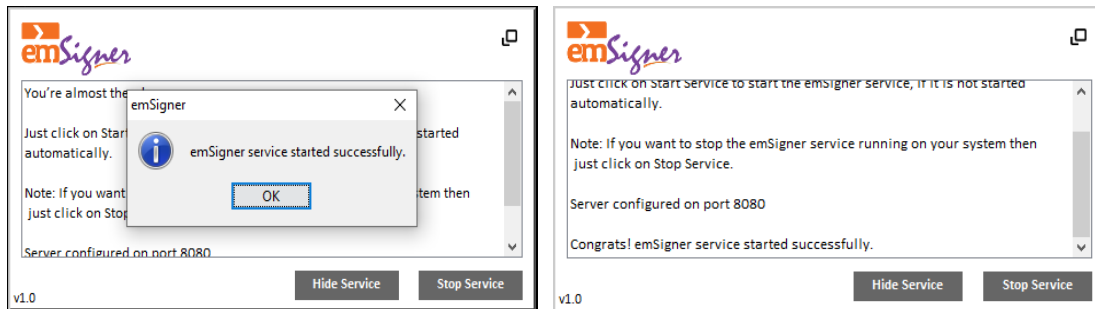 emSigner
You're almost the
emSigner
Just click on Start
started
automatically.
emSigner service started successfully.
Note: If you want
tem then
OK
just click on Stop
Server configured on port 8080
Hide Service
Stop Service
v1.0
emSigner
Just click on Start Service to start the emSigner service, if it is not started
automatically.
Note: If you want to stop the emSigner service running on your system then
just click on Stop Service.
Server configured on port 8080
Congrats! emSigner service started successfully.
Hide Service
Stop Service
v1.0